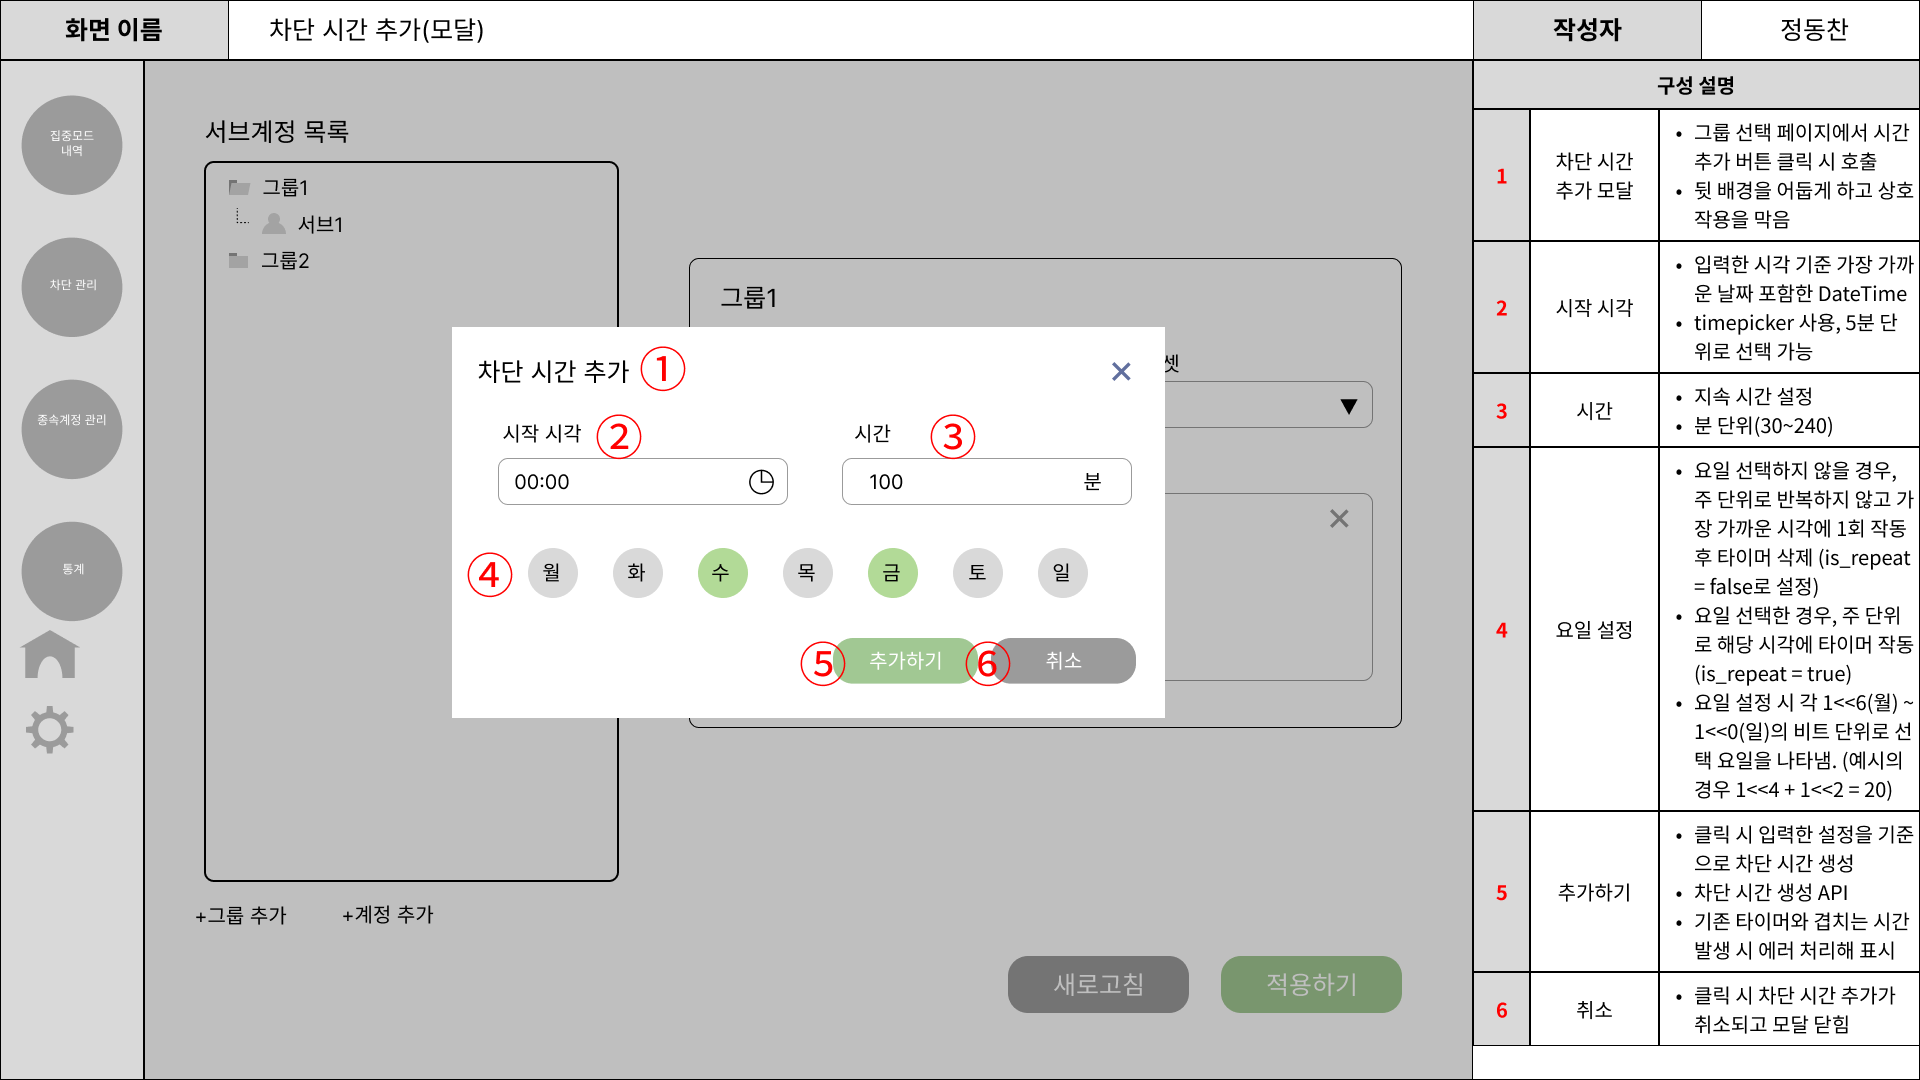 화면 이름
차단 시간 추가(모달)
작성자
정동찬
집중모드
내역
차단 관리
종속계정 관리
통계
서브계정 목록
그룹1
서브1
그룹2
+그룹 추가
+계정 추가
그룹1
셋
차단 시간 추가
1
시작 시각
2
시간
3
00:00
100
분
4
월
화
수
목
금
토
일
5
추가하기
6
취소
새로고침
적용하기
구성 설명
1
차단 시간
추가 모달
• 그룹 선택 페이지에서 시간
추가 버튼 클릭 시 호출
• 뒷 배경을 어둡게 하고 상호
작용을 막음
2
시작 시각
• 입력한 시각 기준 가장 가까
운 날짜 포함한 DateTime
• timepicker 사용, 5분 단
위로 선택 가능
3
시간
• 지속 시간 설정
• 분 단위(30~240)
4
요일 설정
• 요일 선택하지 않을 경우,
주 단위로 반복하지 않고 가
장 가까운 시각에 1회 작동
후 타이머 삭제 (is_repeat
= false로 설정)
• 요일 선택한 경우, 주 단위
로 해당 시각에 타이머 작동
(is_repeat = true)
• 요일 설정 시 각 1<<6(월) ~
1<<0(일)의 비트 단위로 선
택 요일을 나타냄. (예시의
경우 1<<4 + 1<<2 = 20)
5
추가하기
• 클릭 시 입력한 설정을 기준
으로 차단 시간 생성
• 차단 시간 생성 API
• 기존 타이머와 겹치는 시간
발생 시 에러 처리해 표시
6
취소
• 클릭 시 차단 시간 추가가
취소되고 모달 닫힘